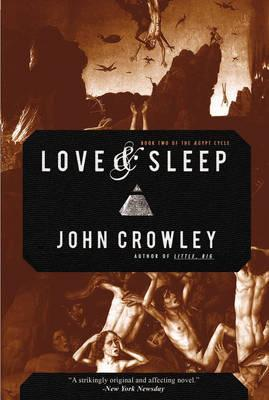 BOOK TWO OF THE ÆGYPT CYCLE
LOVE & SLEEP
JOHN CROWLEY
AUTHOR OF LITTLE, BIG
"A strikingly original and affecting novel."
-New York Newsday